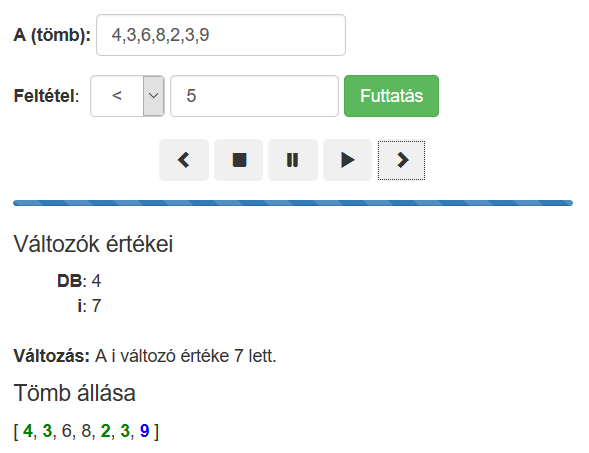 A (tömb): 4,3,6,8,2,3,9
Feltétel: < 5 Futtatás
Változók értékei
DB: 4
i: 7
Változás: A i változó értéke 7 lett.
Tömb állása
[ 4, 3, 6, 8, 2, 3, 9 ]